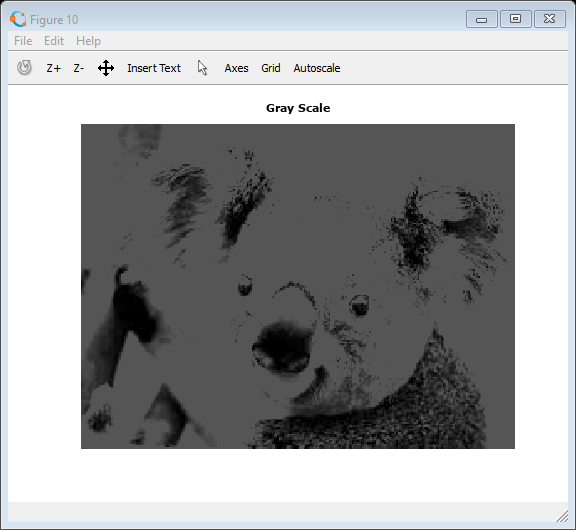 Figure 10
File Edit Help
Z+ Z- Insert Text Axes Grid Autoscale
Gray Scale